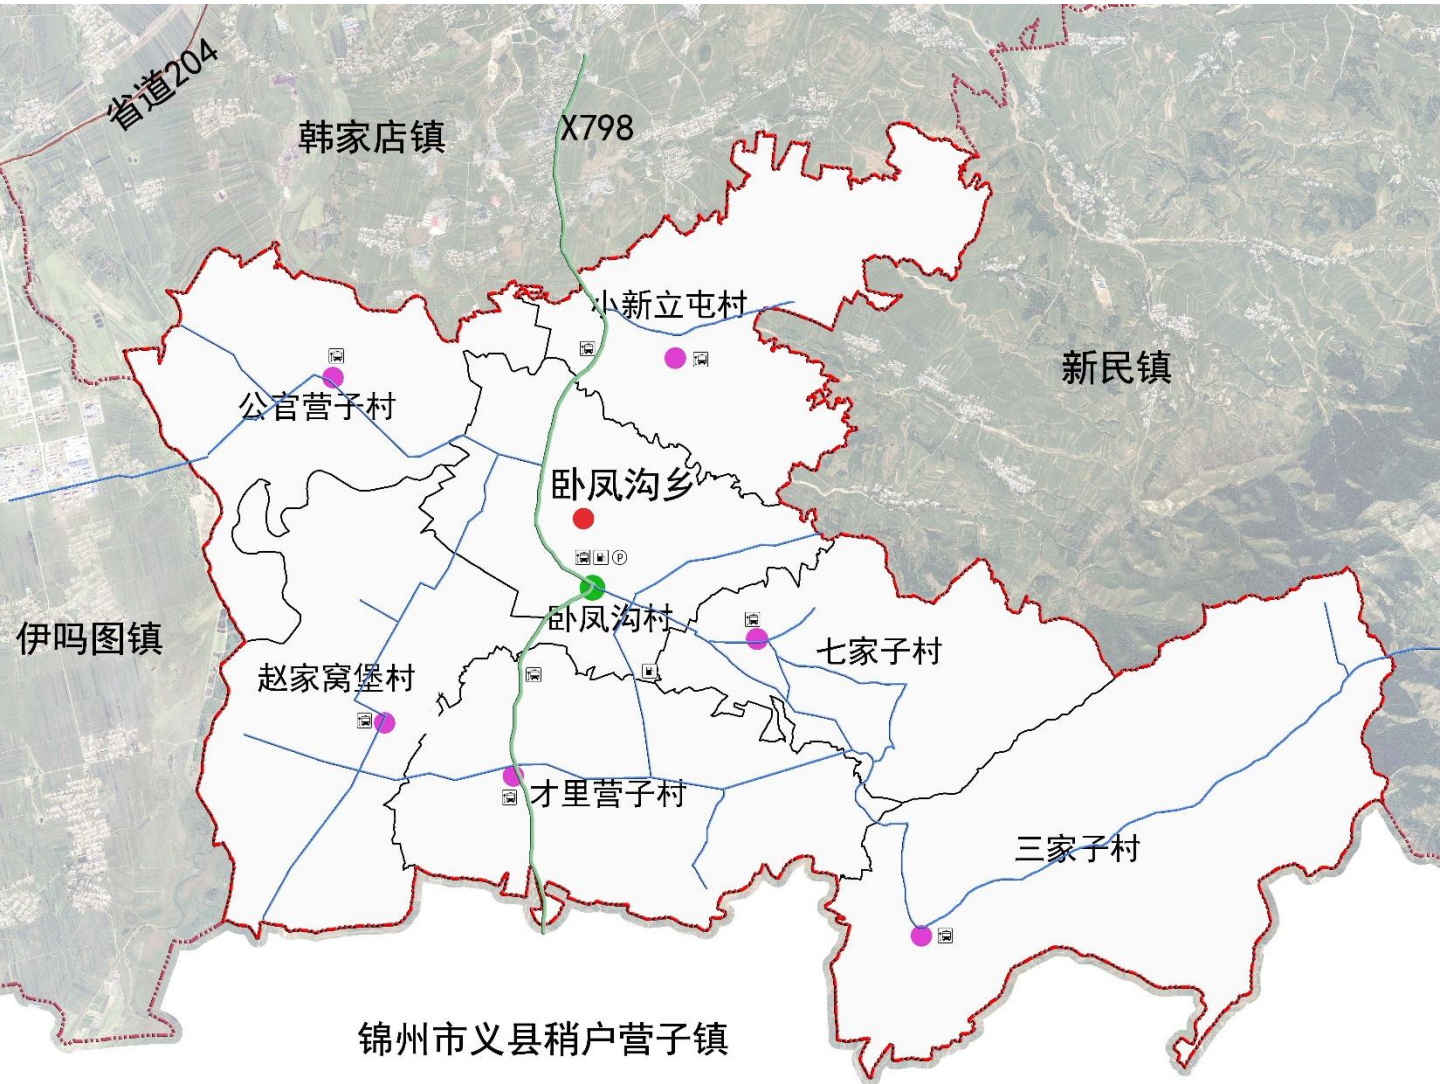 省道204
X798
韩家店镇
小新立屯村
新民镇
公官营子村
卧凤沟乡
P
卧凤沟村
伊吗图镇
七家子村
赵家窝堡村
才里营子村
三家子村
锦州市义县稍户营子镇